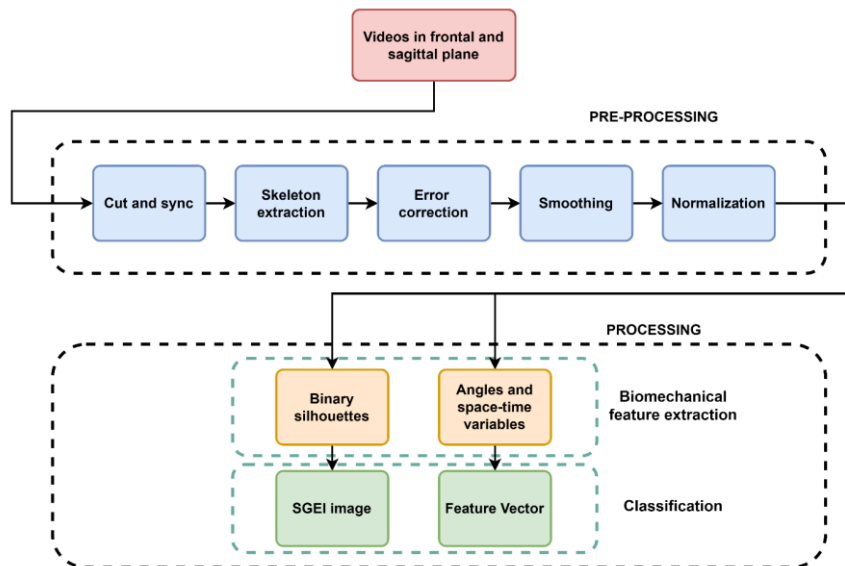 Videos in frontal and
sagittal plane
PRE-PROCESSING
Cut and sync
Skeleton
extraction
Error
correction
Smoothing
Normalization
PROCESSING
Binary
silhouettes
Angles and
space-time
variables
Biomechanical
feature extraction
SGEI image
Feature Vector
Classification